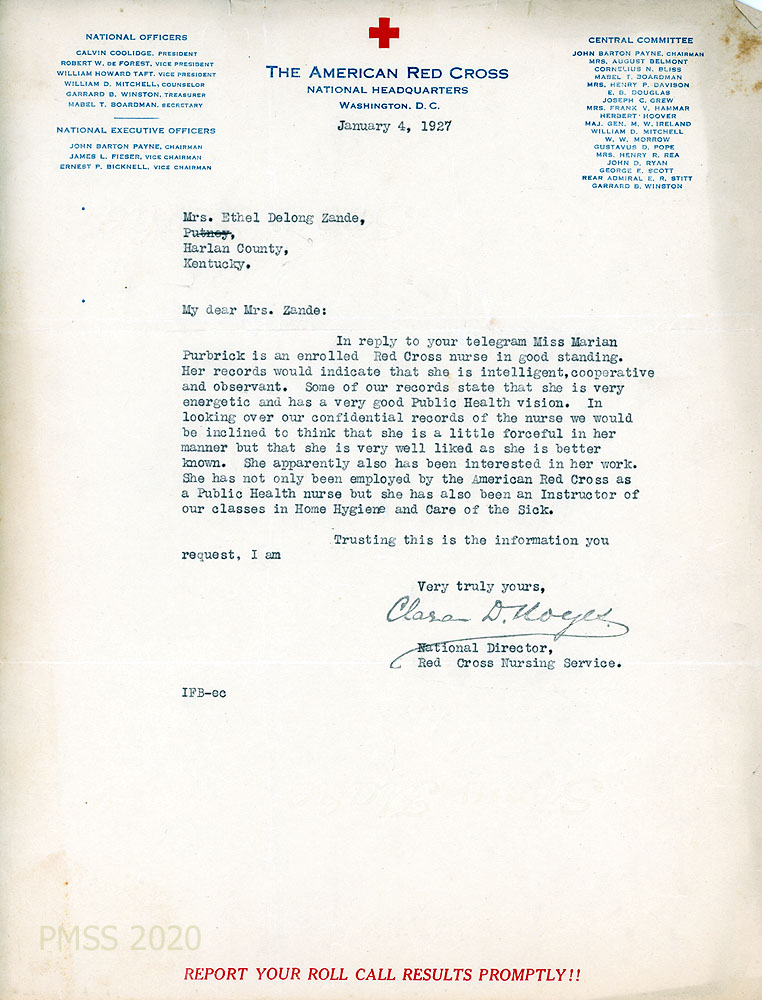 NATIONAL OFFICERS
CALVIN COOLIDGE, PRESIDENT
ROBERT W. DE FOREST, VICE PRESIDENT
WILLIAM HOWARD TAFT, VICE PRESIDENT
WILLIAM D. MITCHELL, COUNSELOR
GARRARD B. WINSTON, TREASURER
MABEL T. BOARDMAN, SECRETARY
NATIONAL EXECUTIVE OFFICERS
JOHN BARTON PAYNE, CHAIRMAN
JAMES L. FIESER, VICE CHAIRMAN
ERNEST P. BICKNELL, VICE CHAIRMAN
THE AMERICAN RED CROSS
NATIONAL HEADQUARTERS
WASHINGTON, D. C.
January 4, 1927
CENTRAL COMMITTEE
JOHN BARTON PAYNE, CHAIRMAN
MRS. AUGUST BELMONT
CORNELIUS N. BLISS
MABEL T. BOARDMAN
MRS. HENRY P. DAVISON
E. B. DOUGLAS
JOSEPH C. GREW
MRS. FRANK V. HAMMAR
HERBERT HOOVER
MAJ. GEN. M. W. IRELAND
WILLIAM D. MITCHELL
W. W. MORROW
GUSTAVUS D. POPE
MRS. HENRY R. REA
JOHN D. RYAN
GEORGE E. SCOTT
REAR ADMIRAL E. R. STITT
GARRARD B. WINSTON
Mrs. Ethel Delong Zande,
Putney,
Harlan County,
Kentucky.
My dear Mrs. Zande:
In reply to your telegram Miss Marian
Purbrick is an enrolled Red Cross nurse in good standing.
Her records would indicate that she is intelligent,cooperative
and observant. Some of our records state that she is very
energetic and has a very good Public Health vision. In
looking over our confidential records of the nurse we would
be inclined to think that she is a little forceful in her
manner but that she is very well liked as she is better
known. She apparently also has been interested in her work.
She has not only been employed by the American Red Cross as
a Public Health nurse but she has also been an Instructor of
our classes in Home Hygiene and Care of the Sick.
Trusting this is the information you
request, I am
Very truly yours,
Clara D. Noyes
National Director,
Red Cross Nursing Service.
IFB-ec
PMSS 2020
REPORT YOUR ROLL CALL RESULTS PROMPTLY!!